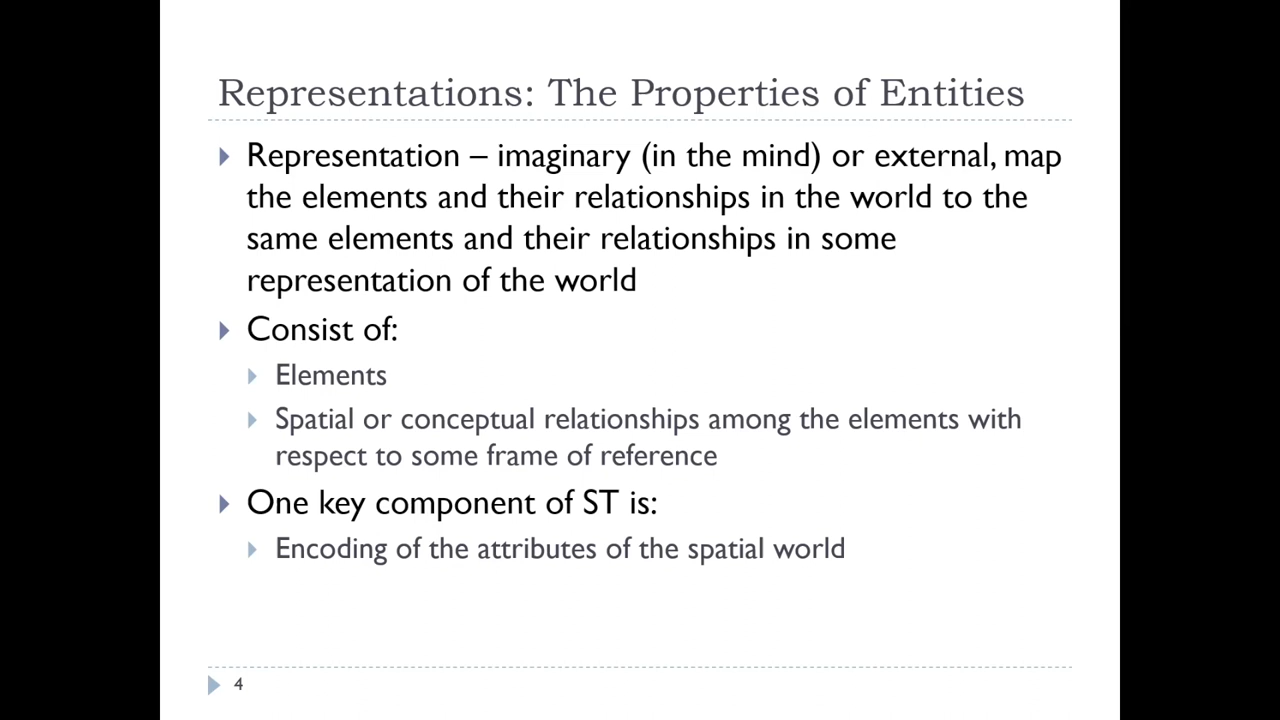 Representations: The Properties of Entities
Representation – imaginary (in the mind) or external, map
the elements and their relationships in the world to the
same elements and their relationships in some
representation of the world
Consist of:
Elements
Spatial or conceptual relationships among the elements with
respect to some frame of reference
One key component of ST is:
Encoding of the attributes of the spatial world
4